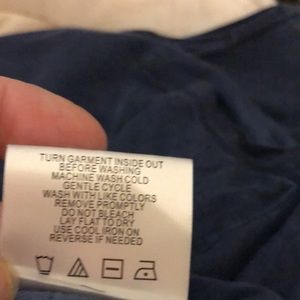 TURN GARMENT INSIDE OUT
BEFORE WASHING
MACHINE WASH COLD
GENTLE CYCLE
WASH WITH LIKE COLORS
REMOVE PROMPTLY
DO NOT BLEACH
LAY FLAT TO DRY
USE COOL IRON ON
REVERSE IF NEEDED